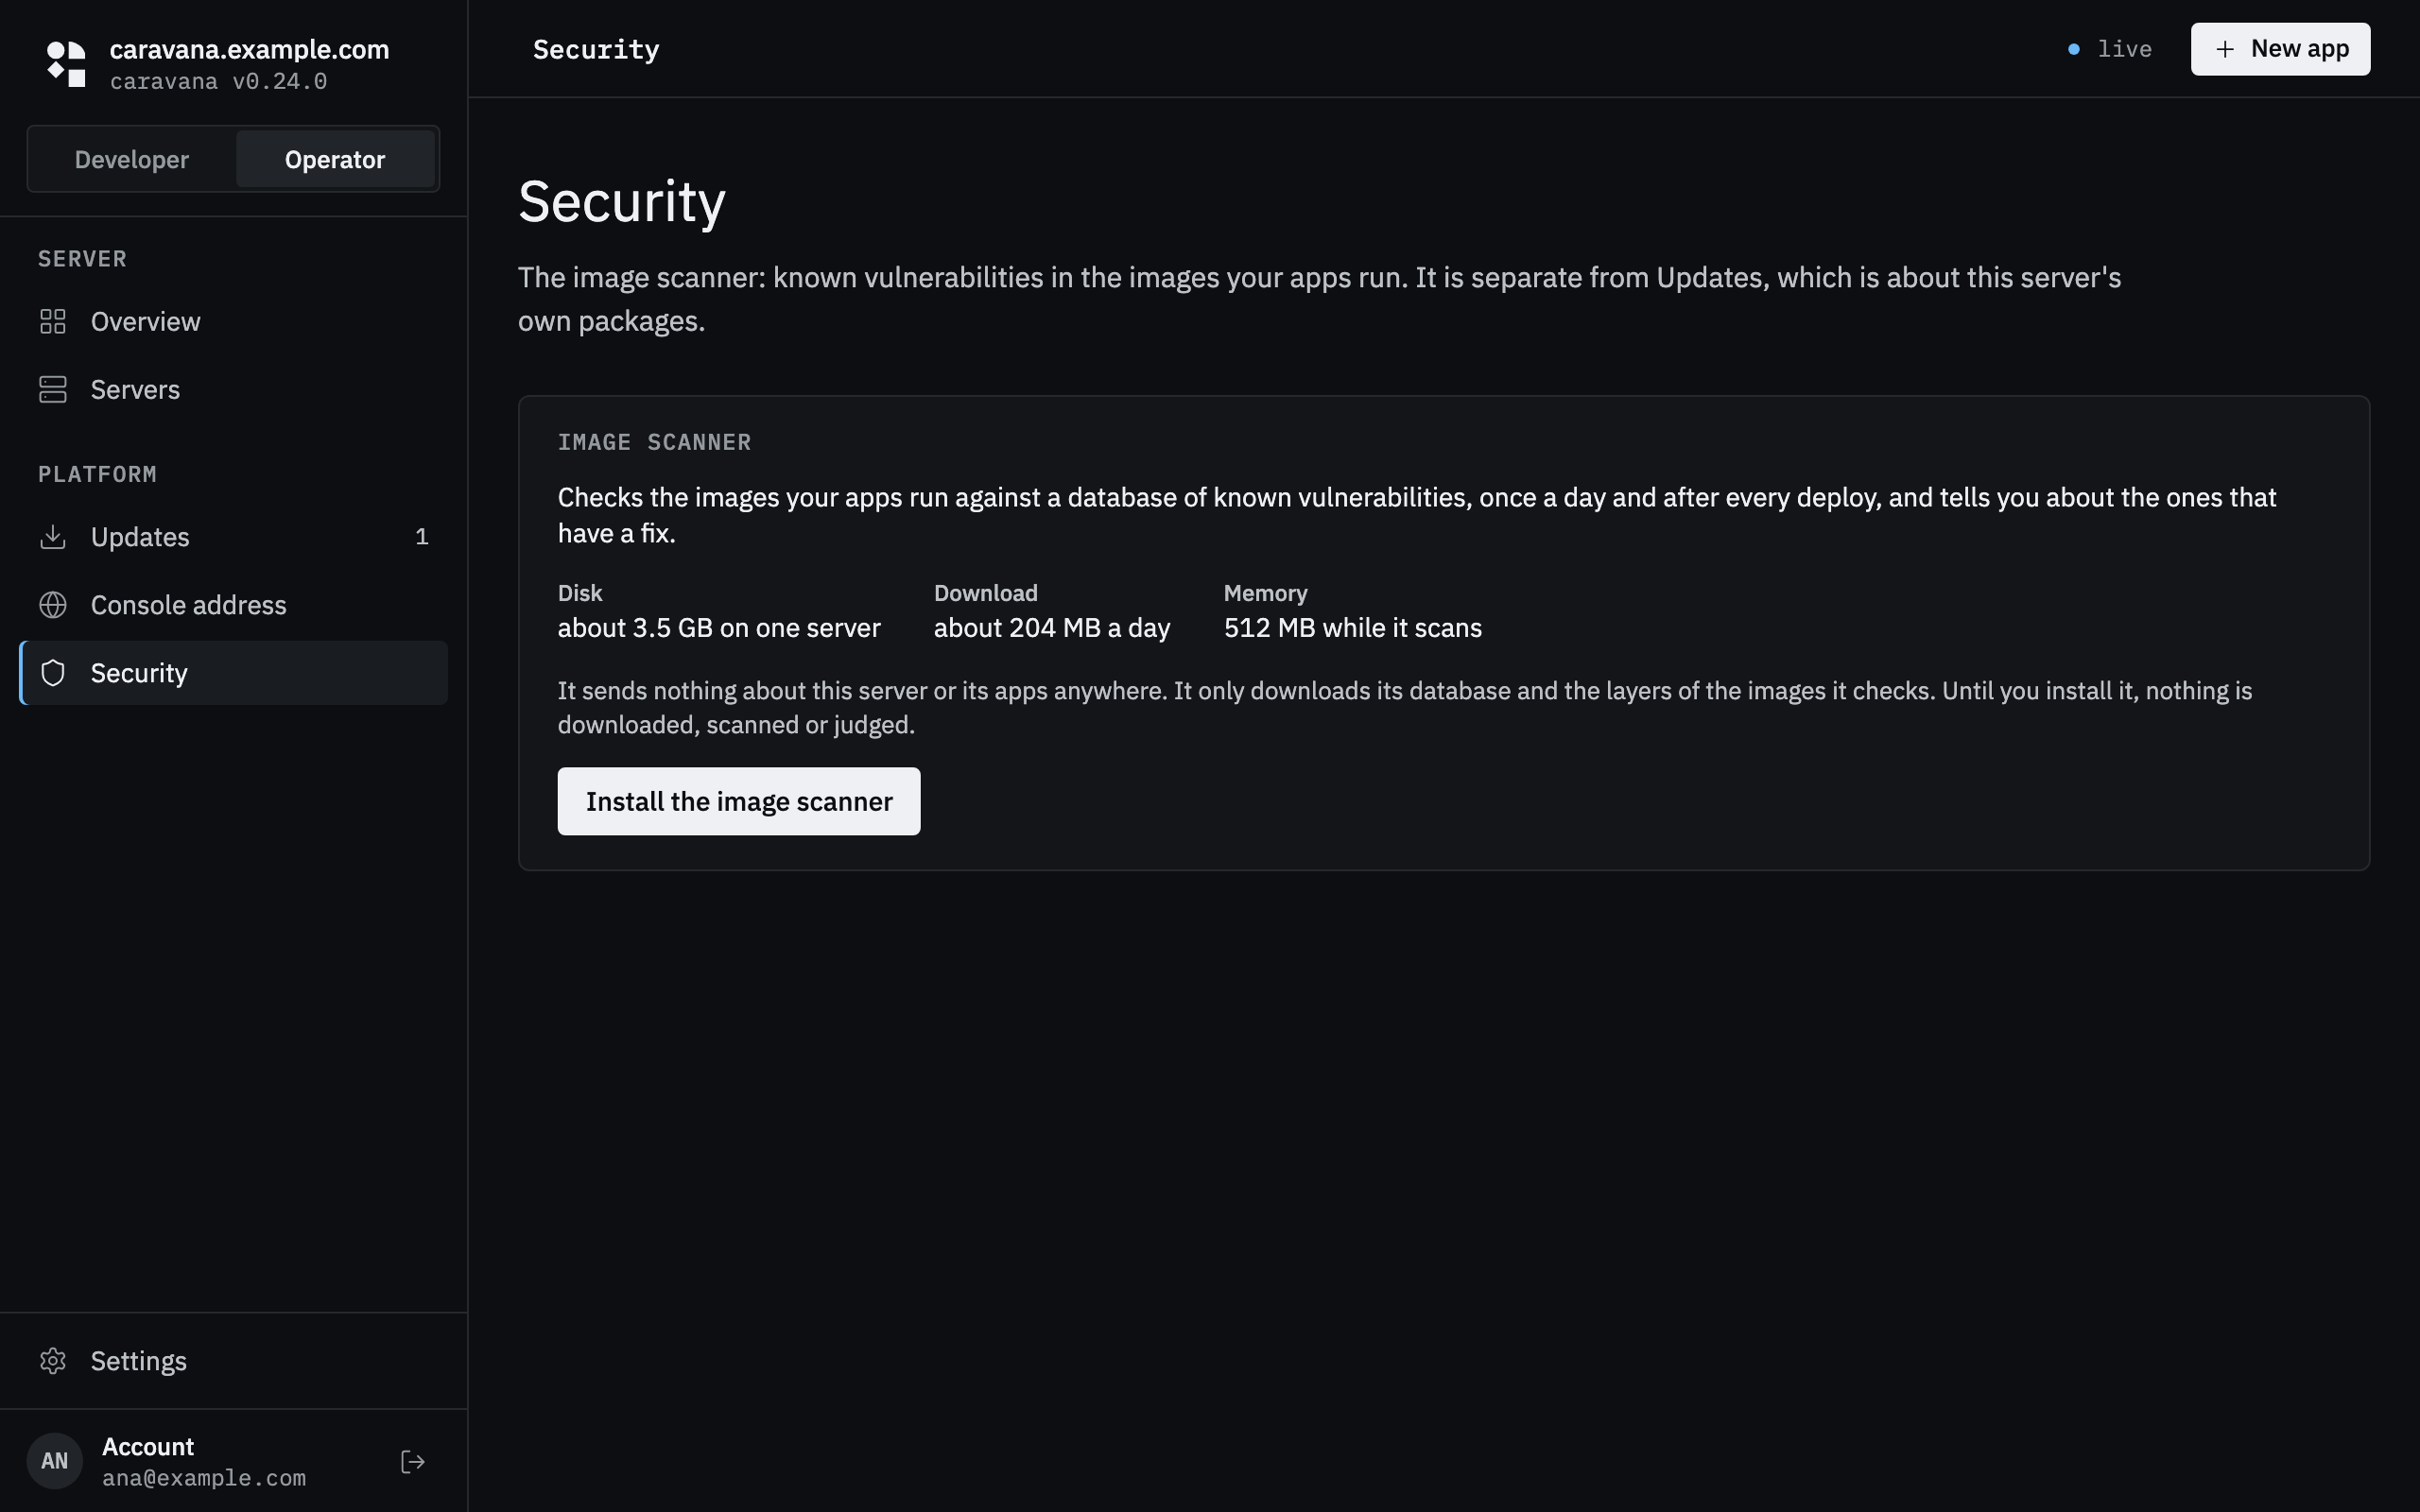 caravana.example.com
caravana v0.24.0
Developer
Operator
SERVER
Overview
Servers
PLATFORM
Updates 1
Console address
Security
Settings
AN
Account
ana@example.com
Security
live
+ New app
Security
The image scanner: known vulnerabilities in the images your apps run. It is separate from Updates, which is about this server's
own packages.
IMAGE SCANNER
Checks the images your apps run against a database of known vulnerabilities, once a day and after every deploy, and tells you about the ones that
have a fix.
Disk
about 3.5 GB on one server
Download
about 204 MB a day
Memory
512 MB while it scans
It sends nothing about this server or its apps anywhere. It only downloads its database and the layers of the images it checks. Until you install it, nothing is
downloaded, scanned or judged.
Install the image scanner